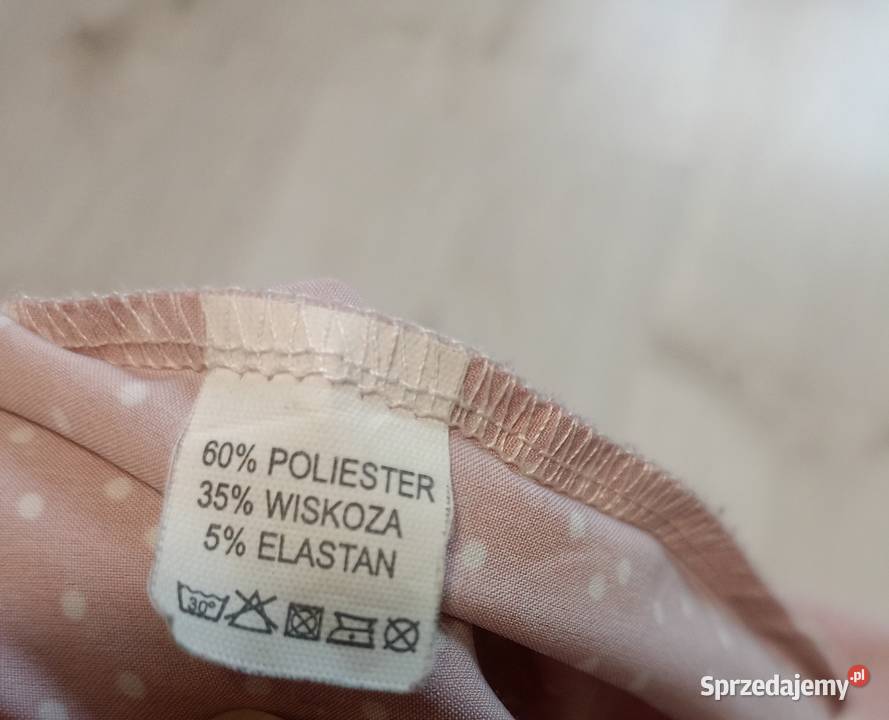 60% POLIESTER
35% WISKOZA
5% ELASTAN
30°
Sprzedajemy.pl